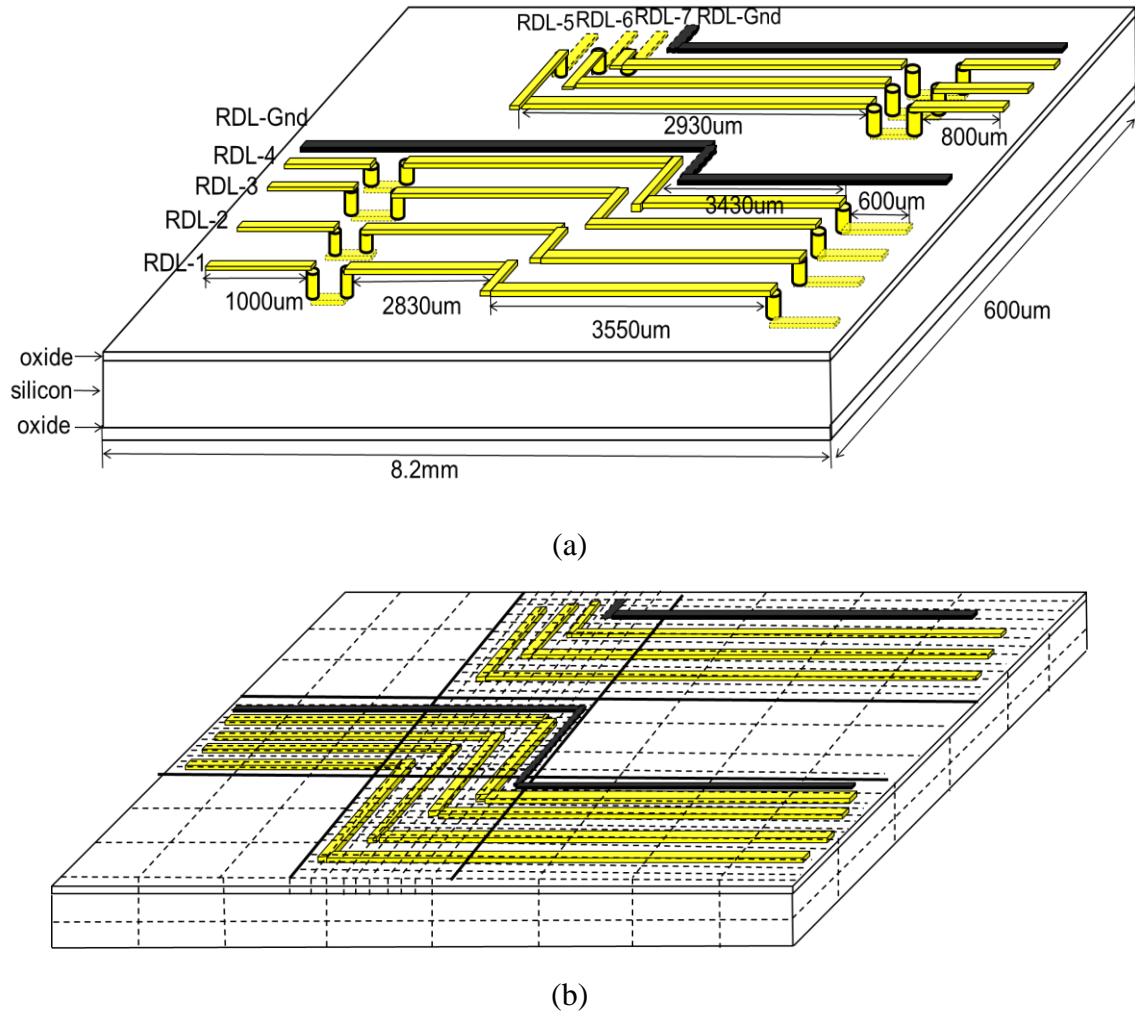 RDL-5 RDL-6 RDL-7 RDL-Gnd
RDL-Gnd
2930um
800um
RDL-4
RDL-3
3430um
600um
RDL-2
RDL-1
1000um
2830um
3550um
600um
oxide
silicon
oxide
8.2mm
(a)
(b)